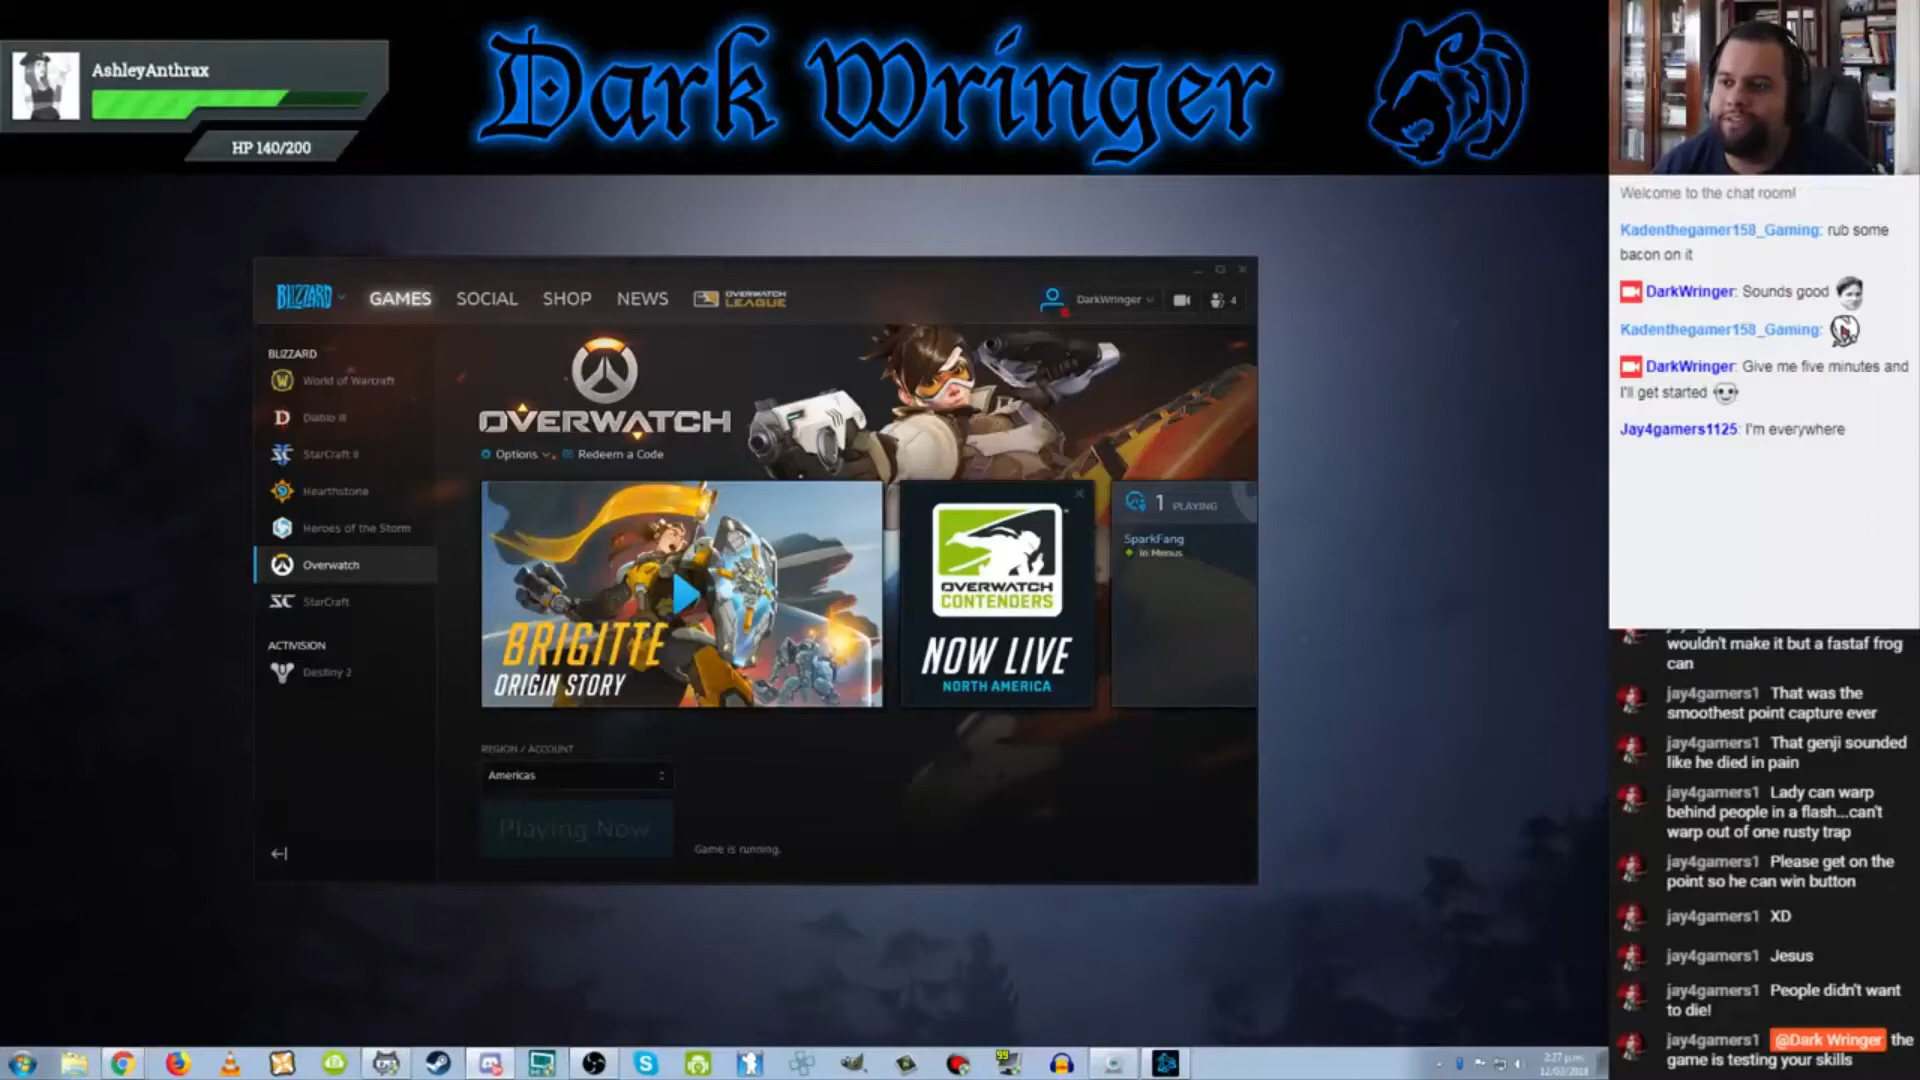 AshleyAnthrax
HP 140/200
Dark Wringer
Welcome to the chat room!
Kadenthegamer158_Gaming: rub some
bacon on it
DarkWringer: Sounds good
Kadenthegamer158_Gaming:
DarkWringer: Give me five minutes and
I'll get started
Jay4gamers1125: I'm everywhere
BLIZZARD
GAMES
SOCIAL
SHOP
NEWS
OVERWATCH
LEAGUE
DarkWringer
4
BLIZZARD
World of Warcraft
Diablo III
StarCraft II
Hearthstone
Heroes of the Storm
Overwatch
StarCraft
ACTIVISION
Destiny 2
OVERWATCH
Options
Redeem a Code
BRIGITTE
ORIGIN STORY
OVERWATCH
CONTENDERS
NOW LIVE
NORTH AMERICA
1 PLAYING
SparkFang
In Menus
REGION / ACCOUNT
Americas
Playing Now
Game is running.
wouldn't make it but a fastaf frog
can
jay4gamers1 That was the
smoothest point capture ever
jay4gamers1 That genji sounded
like he died in pain
jay4gamers1 Lady can warp
behind people in a flash...can't
warp out of one rusty trap
jay4gamers1 Please get on the
point so he can win button
jay4gamers1 XD
jay4gamers1 Jesus
jay4gamers1 People didn't want
to die!
jay4gamers1 @Dark Wringer the
game is testing your skills
99
3:27 p.m.
12/03/2018